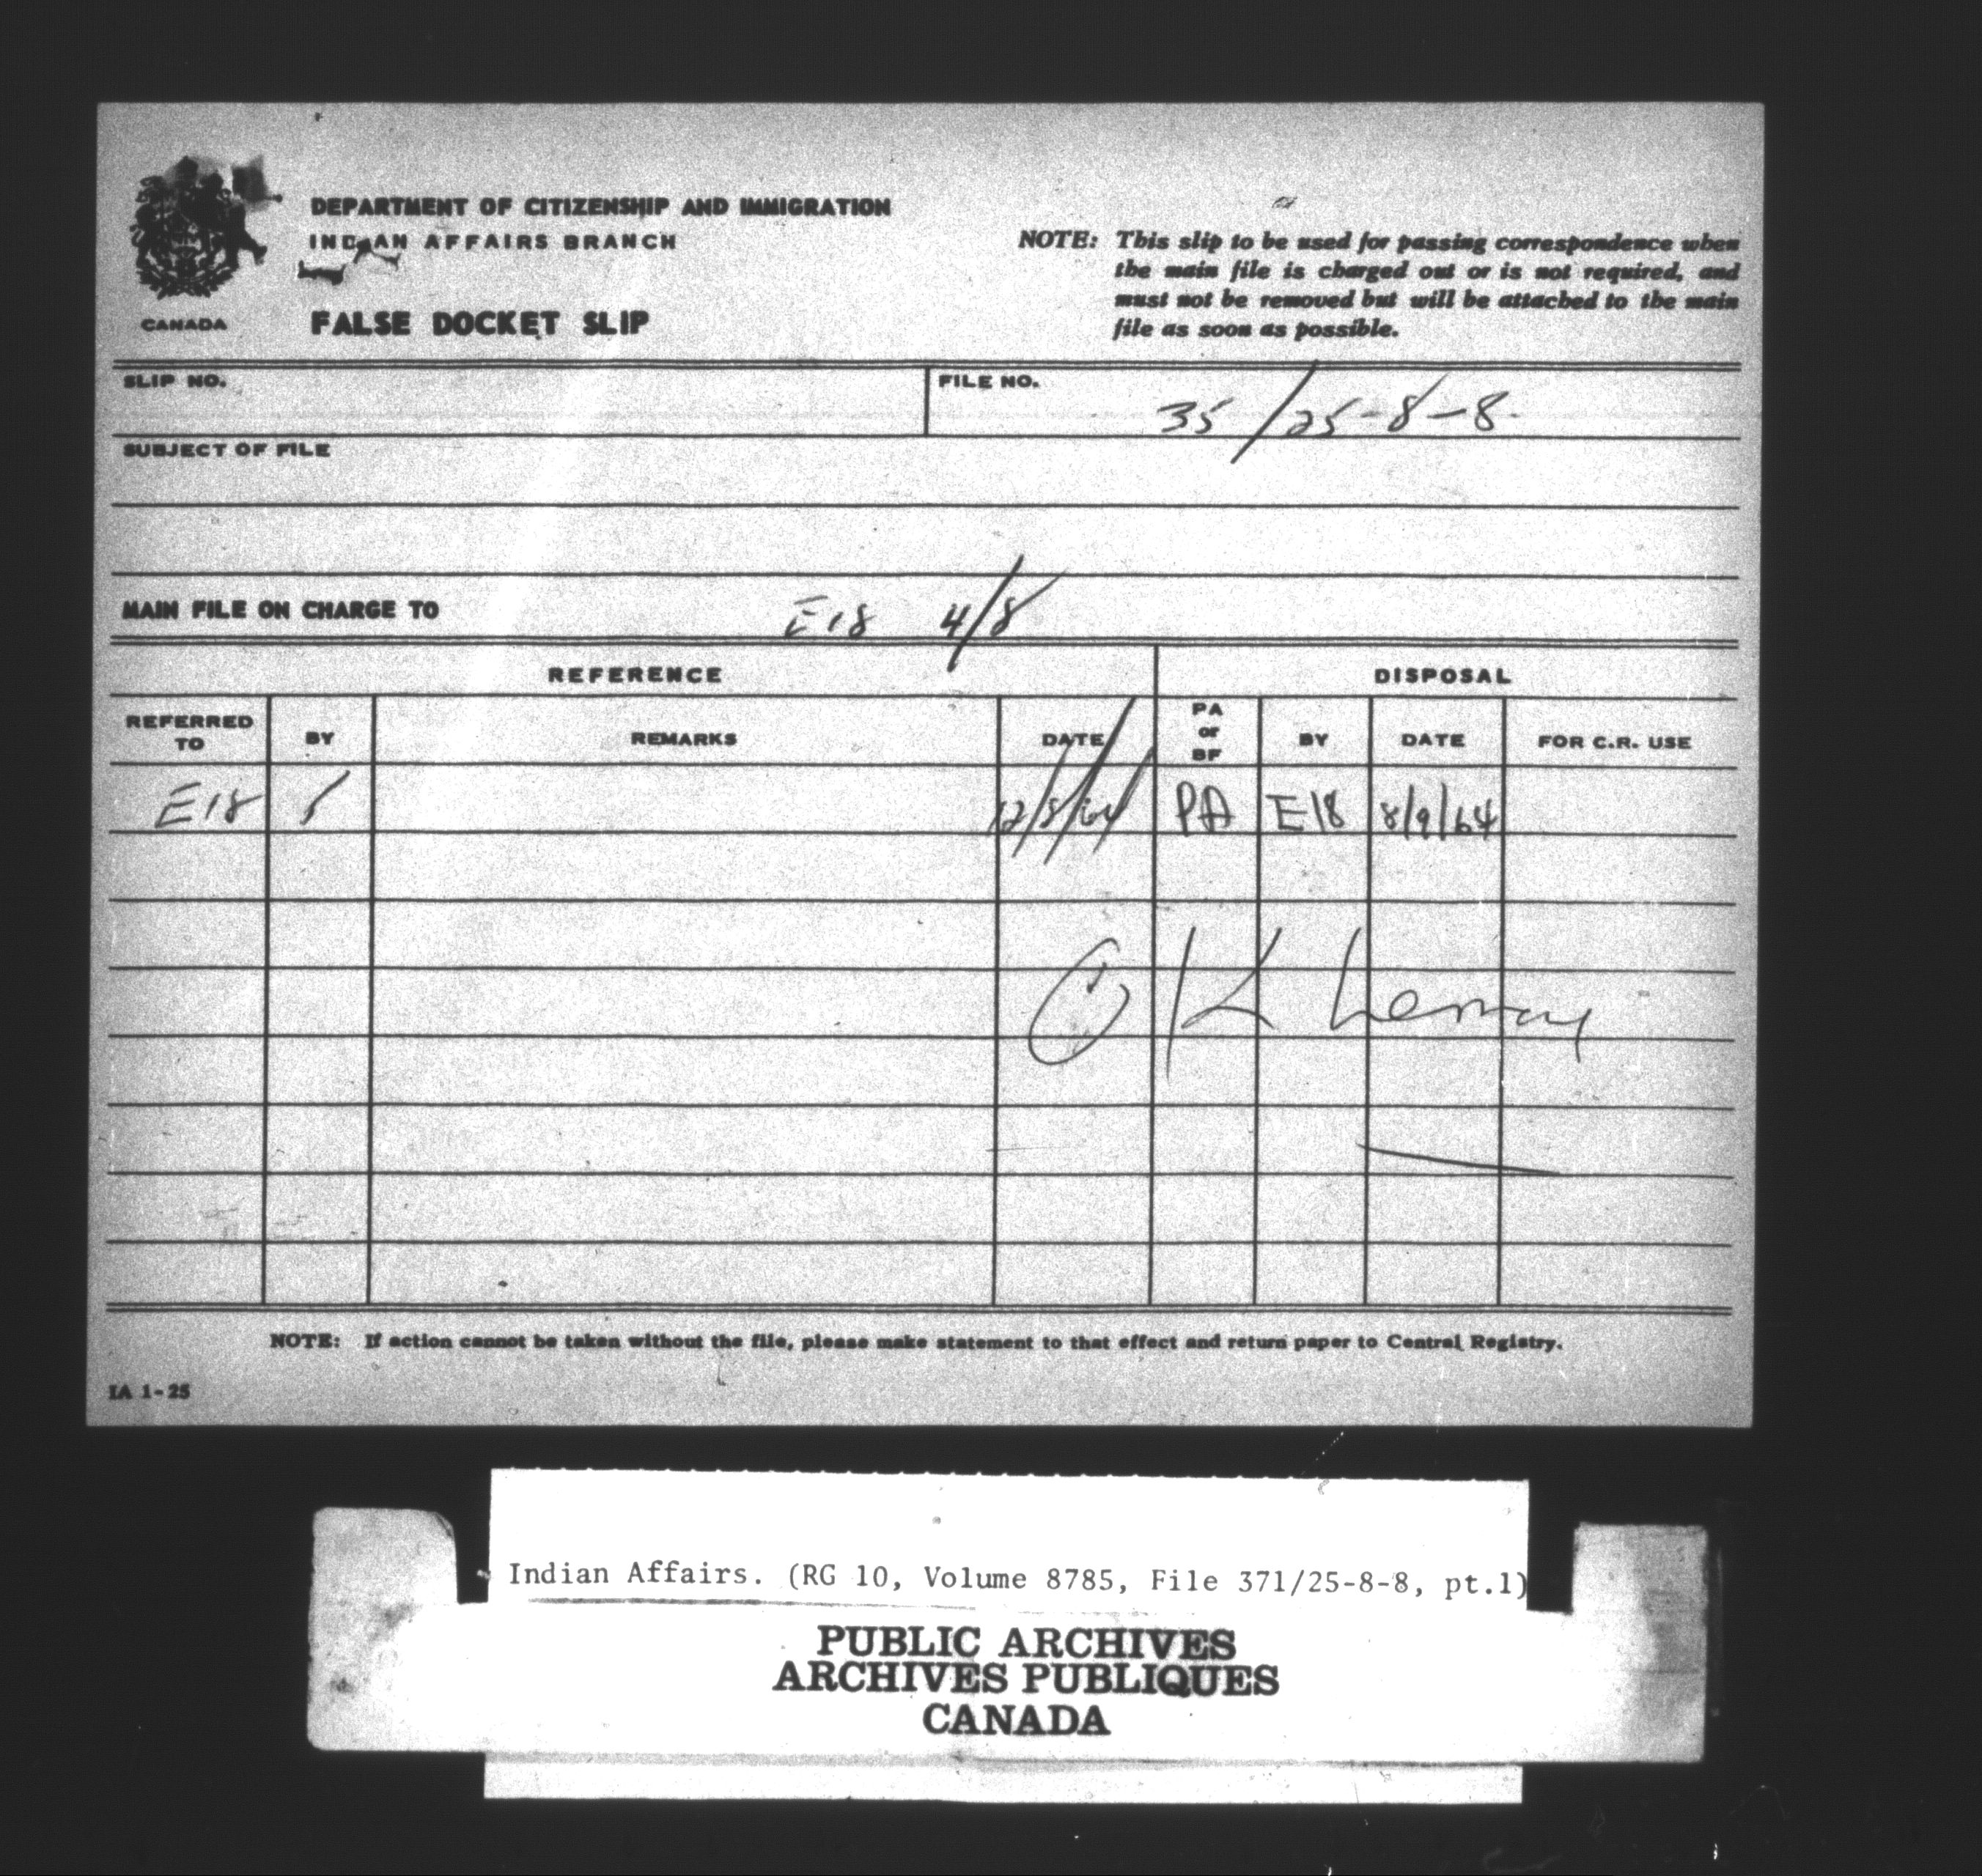 DEPARTMENT OF CITIZENSHIP AND IMMIGRATION
INDIAN AFFAIRS BRANCH
CANADA
FALSE DOCKET SLIP
NOTE: This slip to be used for passing correspondence when
the main file is charged out or is not required, and
must not be removed but will be attached to the main
file as soon as possible.
SLIP NO.
FILE NO.
35/25-8-8
SUBJECT OF FILE
MAIN FILE ON CHARGE TO
E18 4/8
REFERENCE
DISPOSAL
REFERRED TO
BY
REMARKS
DATE
PA or BF
BY
DATE
FOR C.R. USE
E18 12/8/64 PA E18 8/9/64
OK
NOTE: If action cannot be taken without the file, please make statement to that effect and return paper to Central Registry.
IA 1-25
Indian Affairs. (RG 10, Volume 8785, File 371/25-8-8, pt.1)
PUBLIC ARCHIVES
ARCHIVES PUBLIQUES
CANADA